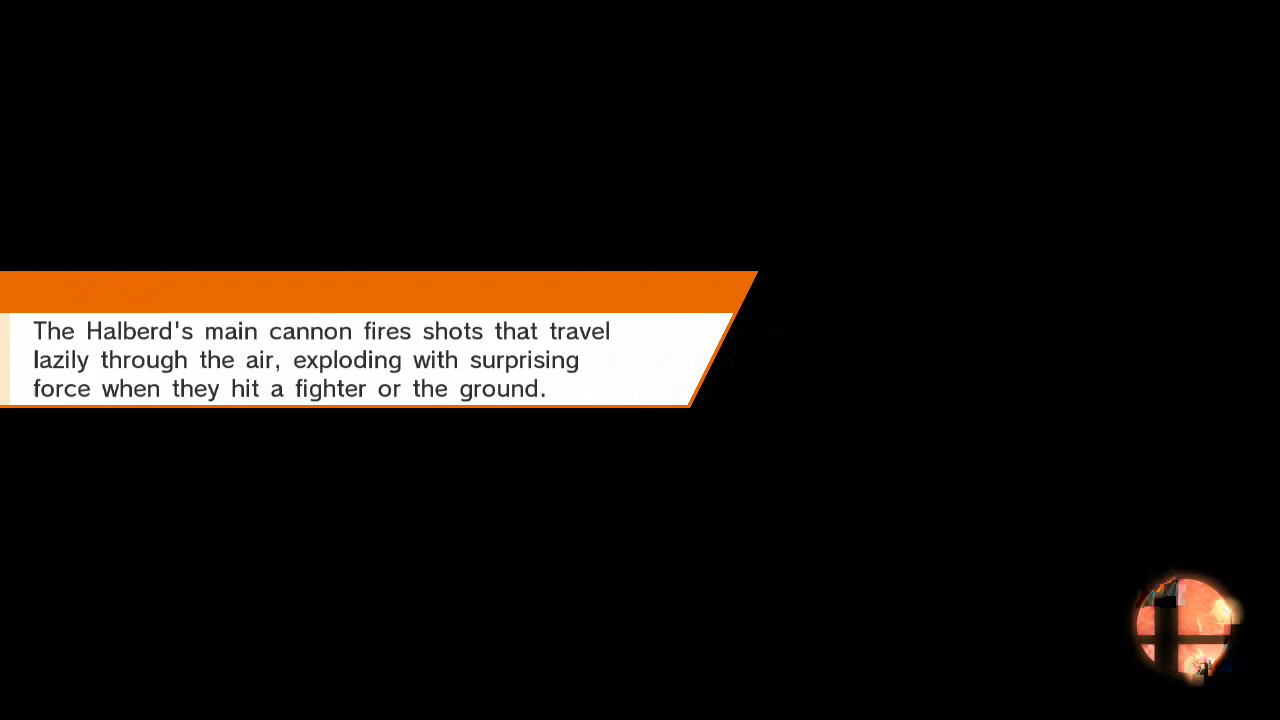 The Halberd's main cannon fires shots that travel
lazily through the air, exploding with surprising
force when they hit a fighter or the ground.